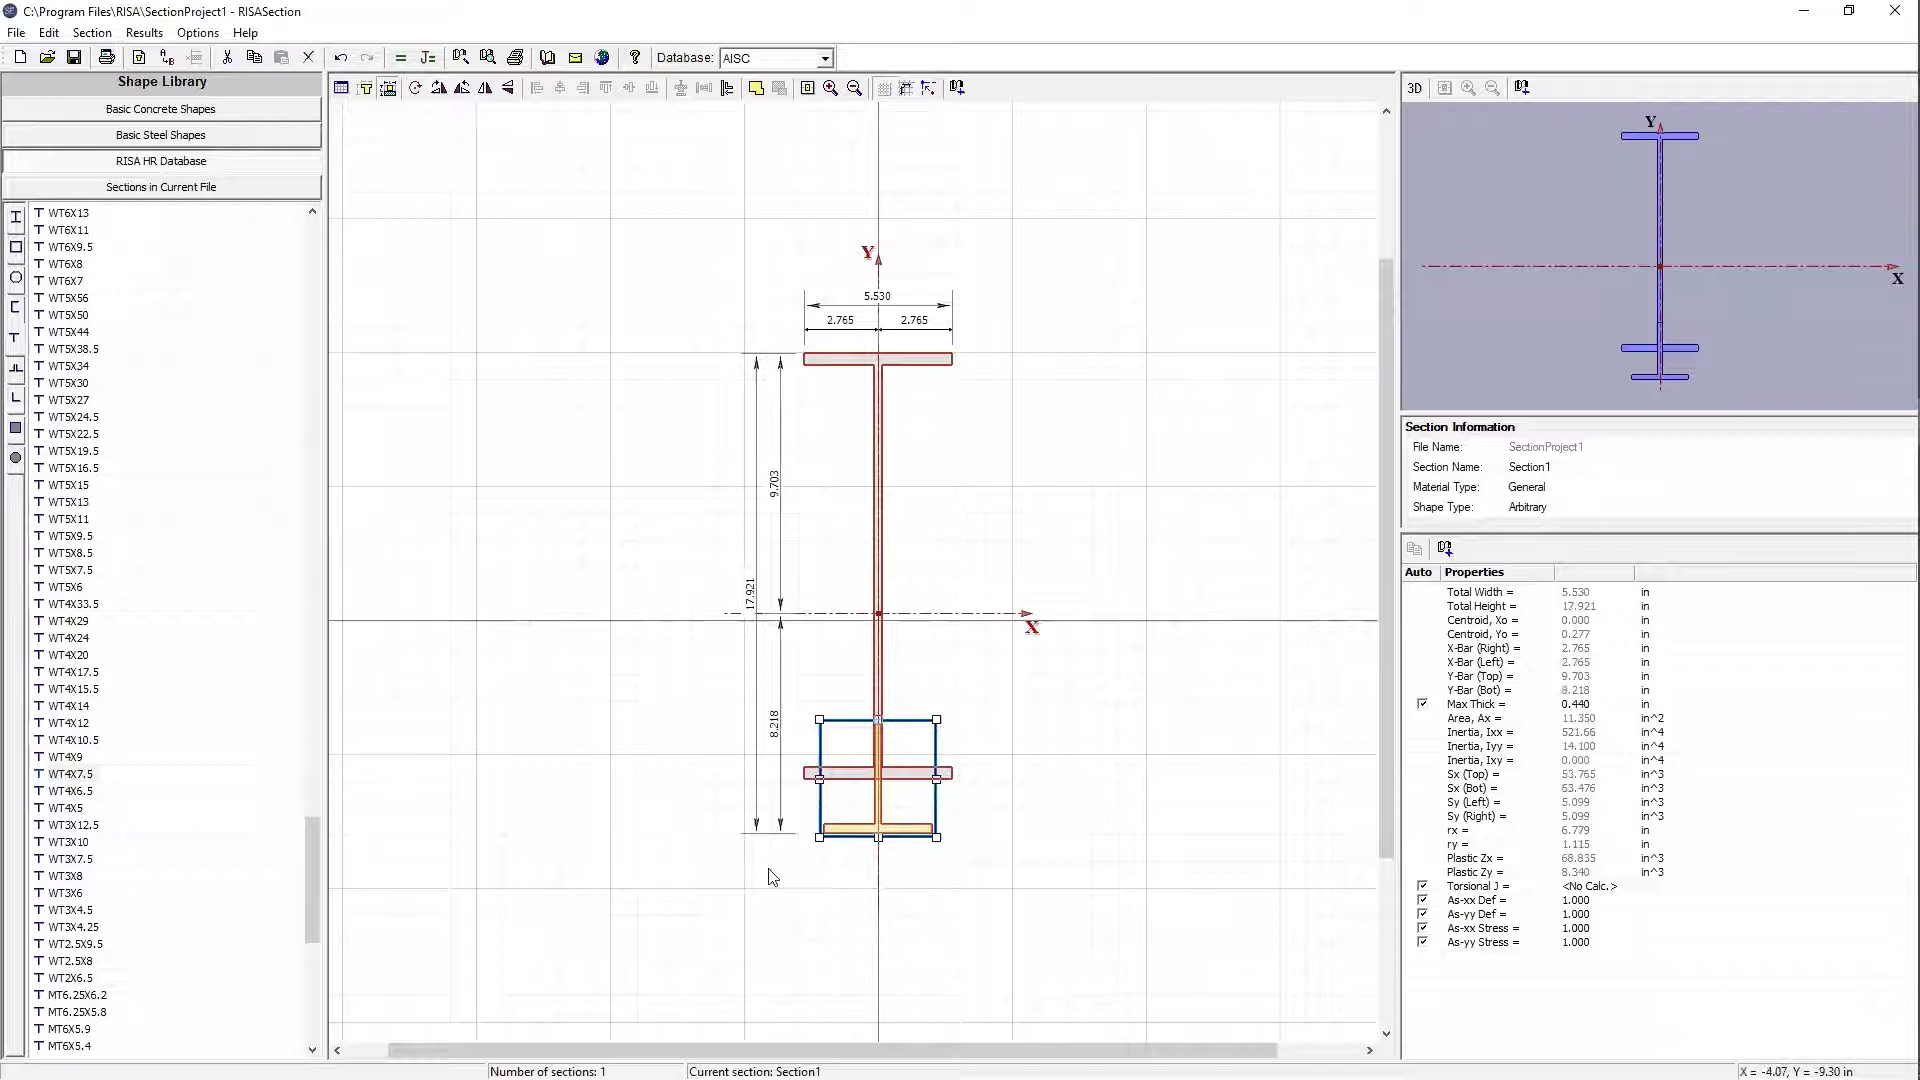 C:\Program Files\RISA\SectionProject1 - RISASection
File Edit Section Results Options Help
Database: AISC
Shape Library
Basic Concrete Shapes
Basic Steel Shapes
RISA HR Database
Sections in Current File
WT6X13
WT6X11
WT6X9.5
WT6X8
WT6X7
WT5X56
WT5X50
WT5X44
WT5X38.5
WT5X34
WT5X30
WT5X27
WT5X24.5
WT5X22.5
WT5X19.5
WT5X16.5
WT5X15
WT5X13
WT5X11
WT5X9.5
WT5X8.5
WT5X7.5
WT5X6
WT4X33.5
WT4X29
WT4X24
WT4X20
WT4X17.5
WT4X15.5
WT4X14
WT4X12
WT4X10.5
WT4X9
WT4X7.5
WT4X6.5
WT4X5
WT3X12.5
WT3X10
WT3X7.5
WT3X8
WT3X6
WT3X4.5
WT3X4.25
WT2.5X9.5
WT2.5X8
WT2X6.5
MT6.25X6.2
MT6.25X5.8
MT6X5.9
MT6X5.4
Y
5.530
2.765 2.765
9.703
17.921
X
8.218
3D
Y
X
Section Information
File Name: SectionProject1
Section Name: Section1
Material Type: General
Shape Type: Arbitrary
Auto Properties
Total Width = 5.530 in
Total Height = 17.921 in
Centroid, Xo = 0.000 in
Centroid, Yo = 0.277 in
X-Bar (Right) = 2.765 in
X-Bar (Left) = 2.765 in
Y-Bar (Top) = 9.703 in
Y-Bar (Bot) = 8.218 in
Max Thick = 0.440 in
Area, Ax = 11.350 in^2
Inertia, Ixx = 521.66 in^4
Inertia, Iyy = 14.100 in^4
Inertia, Ixy = 0.000 in^4
Sx (Top) = 53.765 in^3
Sx (Bot) = 63.476 in^3
Sy (Left) = 5.099 in^3
Sy (Right) = 5.099 in^3
rx = 6.779 in
ry = 1.115 in
Plastic Zx = 68.835 in^3
Plastic Zy = 8.340 in^3
Torsional J = <No Calc.>
As-xx Def = 1.000
As-yy Def = 1.000
As-xx Stress = 1.000
As-yy Stress = 1.000
Number of sections: 1 Current section: Section1 X = -4.07, Y = -9.30 in